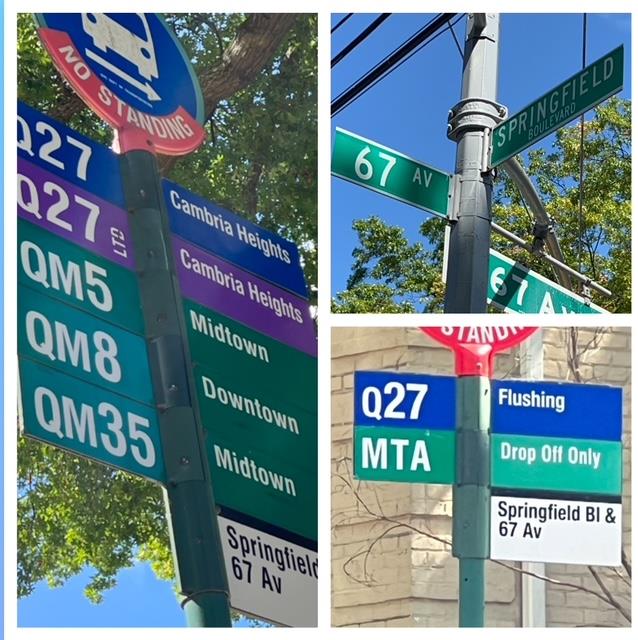 NO STANDING
Q27
Q27 LTD
QM5
QM8
QM35
Cambria Heights
Cambria Heights
Midtown
Downtown
Midtown
Springfield
67 Av
SPRINGFIELD
BOULEVARD
67 AV
67 AV
STANDIN
Q27
MTA
Flushing
Drop Off Only
Springfield Bl &
67 Av